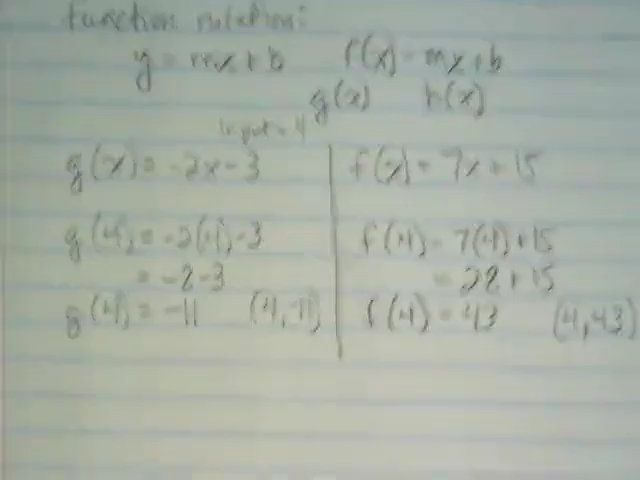 function notation:
y = mx + b f(x) = mx + b
g(x) h(x)
input = 4
g(x) = -2x - 3
g(4) = -2(4) - 3
= -8 - 3
g(4) = -11 (4, -11)
f(x) = 7x + 15
f(4) = 7(4) + 15
= 28 + 15
f(4) = 43 (4, 43)